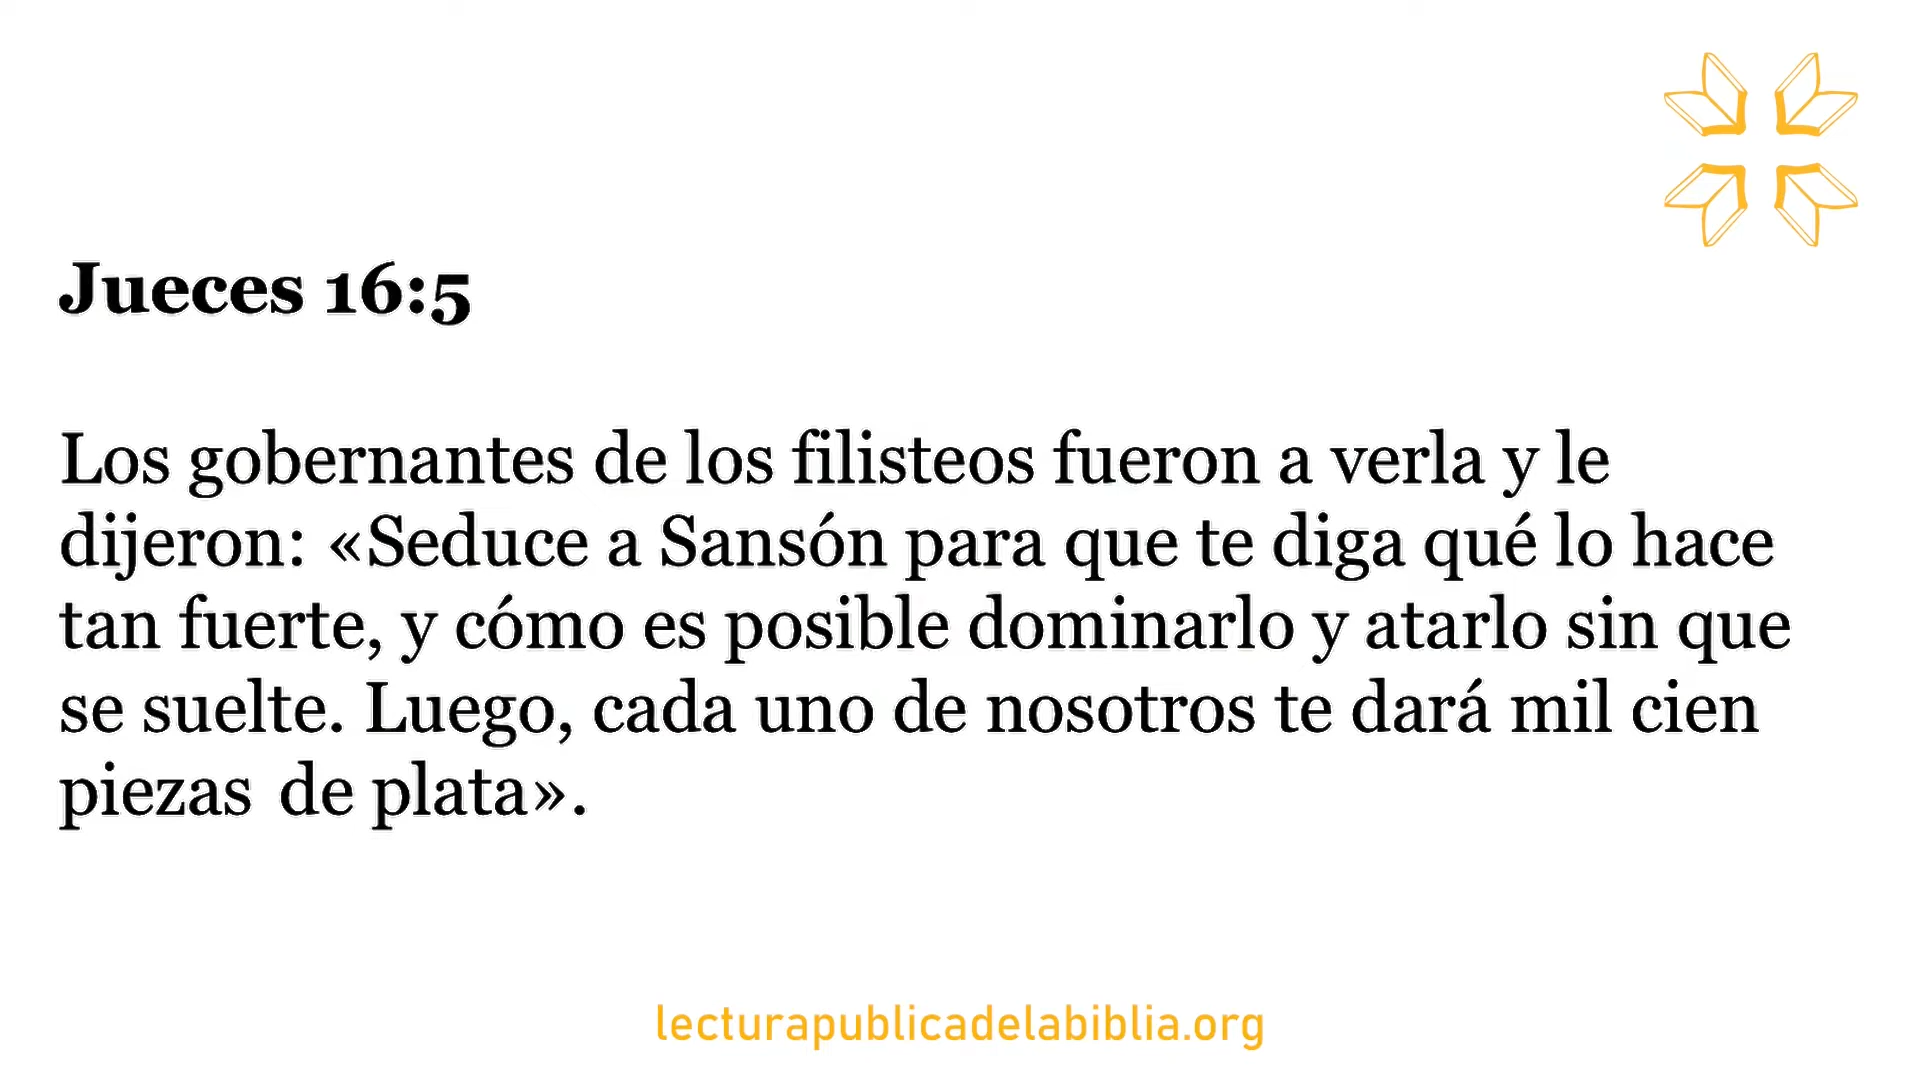 Jueces 16:5
Los gobernantes de los filisteos fueron a verla y le
dijeron: «Seduce a Sansón para que te diga qué lo hace
tan fuerte, y cómo es posible dominarlo y atarlo sin que
se suelte. Luego, cada uno de nosotros te dará mil cien
piezas de plata».
lecturapublicadelabiblia.org